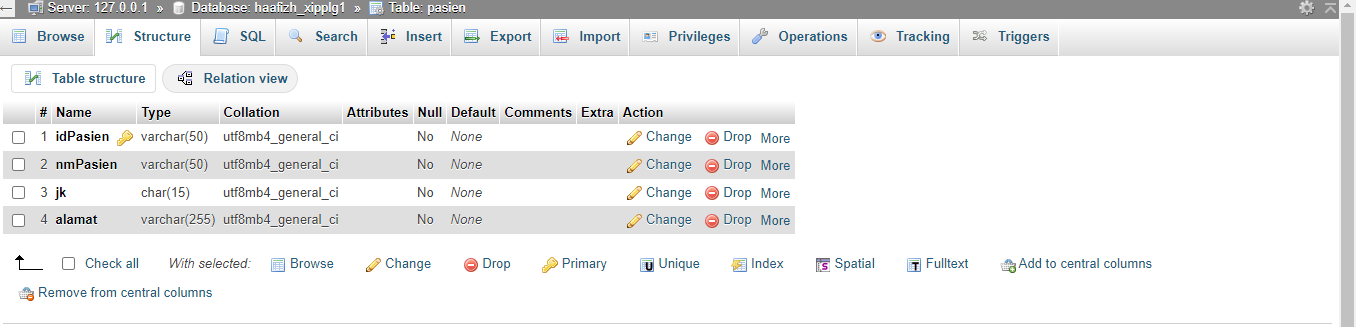 Server: 127.0.0.1 » Database: haafizh_xipplg1 » Table: pasien
Browse Structure SQL Search Insert Export Import Privileges Operations Tracking Triggers
Table structure Relation view
# Name Type Collation Attributes Null Default Comments Extra Action
1 idPasien varchar(50) utf8mb4_general_ci No None Change Drop More
2 nmPasien varchar(50) utf8mb4_general_ci No None Change Drop More
3 jk char(15) utf8mb4_general_ci No None Change Drop More
4 alamat varchar(255) utf8mb4_general_ci No None Change Drop More
Check all With selected: Browse Change Drop Primary Unique Index Spatial Fulltext Add to central columns
Remove from central columns